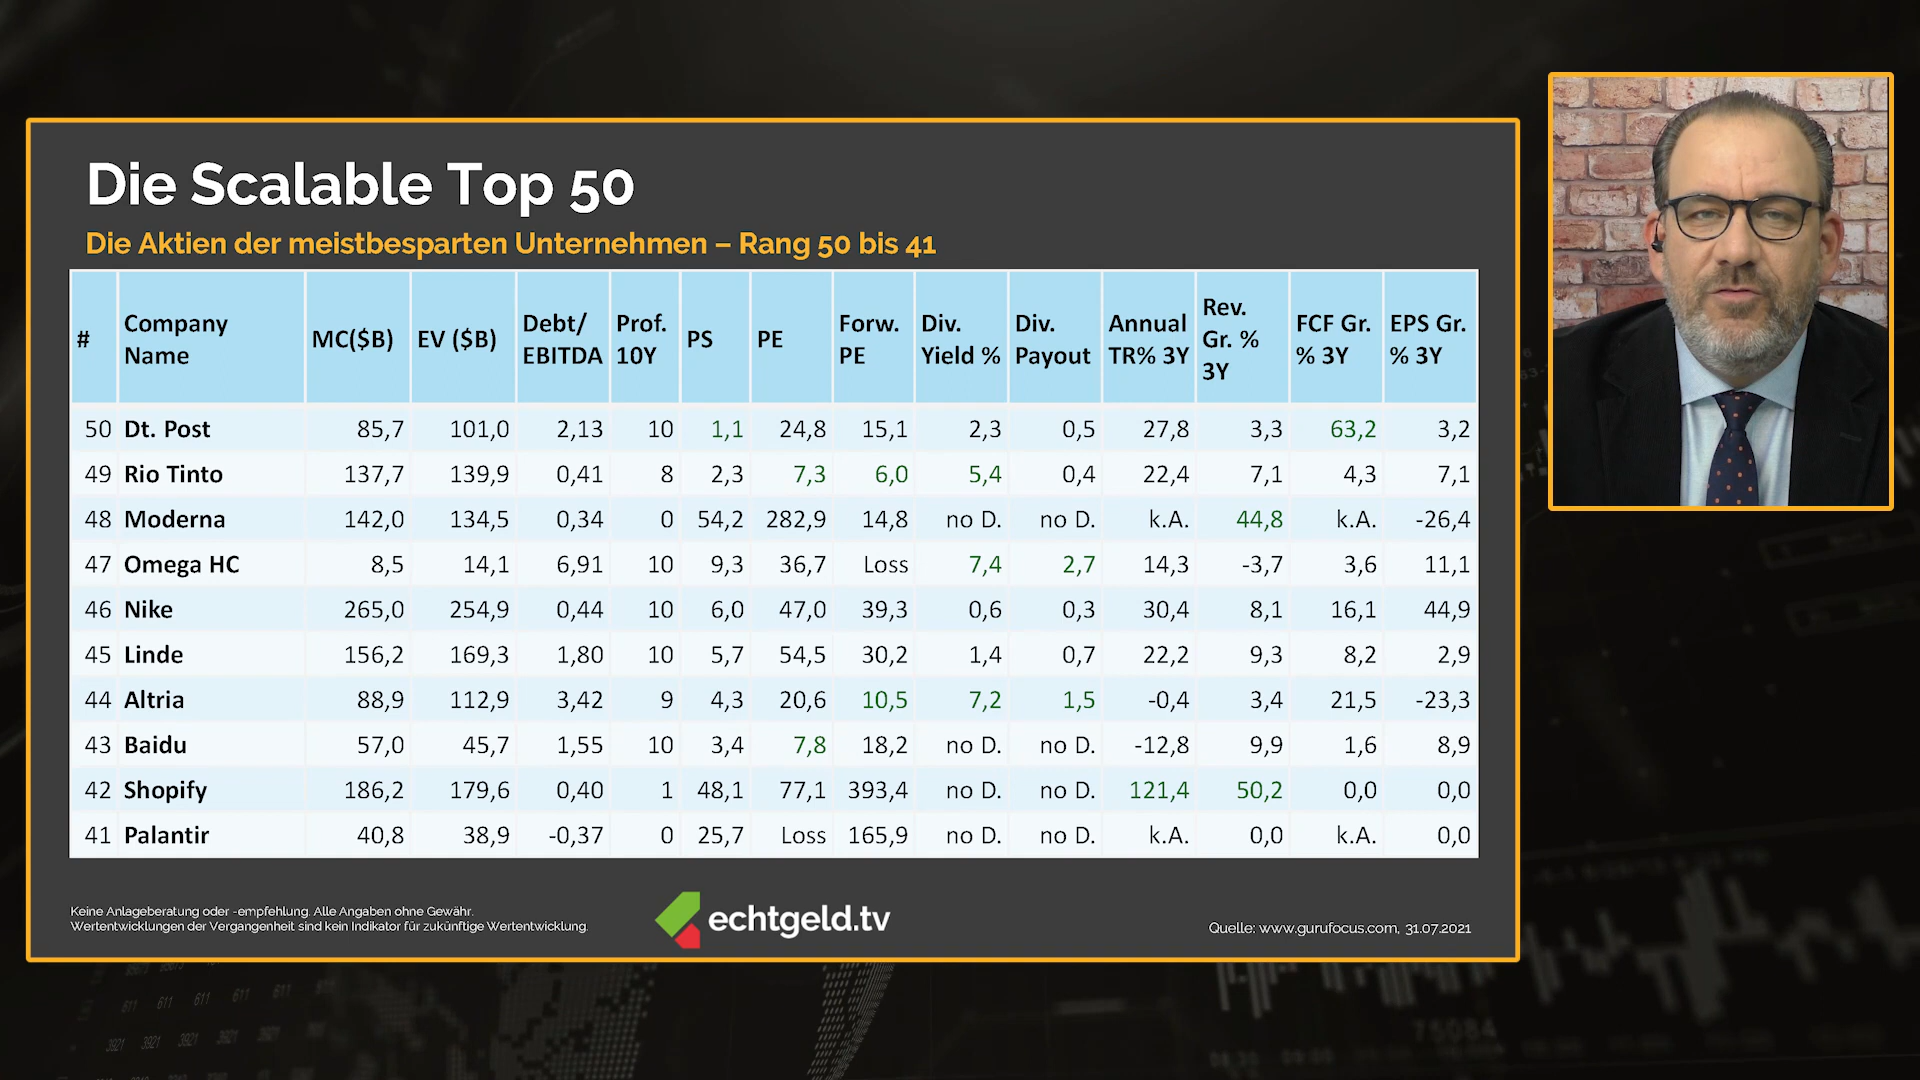 Die Scalable Top 50
Die Aktien der meistbesparten Unternehmen – Rang 50 bis 41
# Company Name MC($B) EV ($B) Debt/ EBITDA Prof. 10Y PS PE Forw. PE Div. Yield % Div. Payout Annual TR% 3Y Rev. Gr. % 3Y FCF Gr. % 3Y EPS Gr. % 3Y
50 Dt. Post 85,7 101,0 2,13 10 1,1 24,8 15,1 2,3 0,5 27,8 3,3 63,2 3,2
49 Rio Tinto 137,7 139,9 0,41 8 2,3 7,3 6,0 5,4 0,4 22,4 7,1 4,3 7,1
48 Moderna 142,0 134,5 0,34 0 54,2 282,9 14,8 no D. no D. k.A. 44,8 k.A. -26,4
47 Omega HC 8,5 14,1 6,91 10 9,3 36,7 Loss 7,4 2,7 14,3 -3,7 3,6 11,1
46 Nike 265,0 254,9 0,44 10 6,0 47,0 39,3 0,6 0,3 30,4 8,1 16,1 44,9
45 Linde 156,2 169,3 1,80 10 5,7 54,5 30,2 1,4 0,7 22,2 9,3 8,2 2,9
44 Altria 88,9 112,9 3,42 9 4,3 20,6 10,5 7,2 1,5 -0,4 3,4 21,5 -23,3
43 Baidu 57,0 45,7 1,55 10 3,4 7,8 18,2 no D. no D. -12,8 9,9 1,6 8,9
42 Shopify 186,2 179,6 0,40 1 48,1 77,1 393,4 no D. no D. 121,4 50,2 0,0 0,0
41 Palantir 40,8 38,9 -0,37 0 25,7 Loss 165,9 no D. no D. k.A. 0,0 k.A. 0,0
Keine Anlageberatung oder -empfehlung. Alle Angaben ohne Gewähr.
Wertentwicklungen der Vergangenheit sind kein Indikator für zukünftige Wertentwicklung.
echtgeld.tv
Quelle: www.gurufocus.com, 31.07.2021
611 611 611 611 611
3921 3921 3921 3921 3921
75084